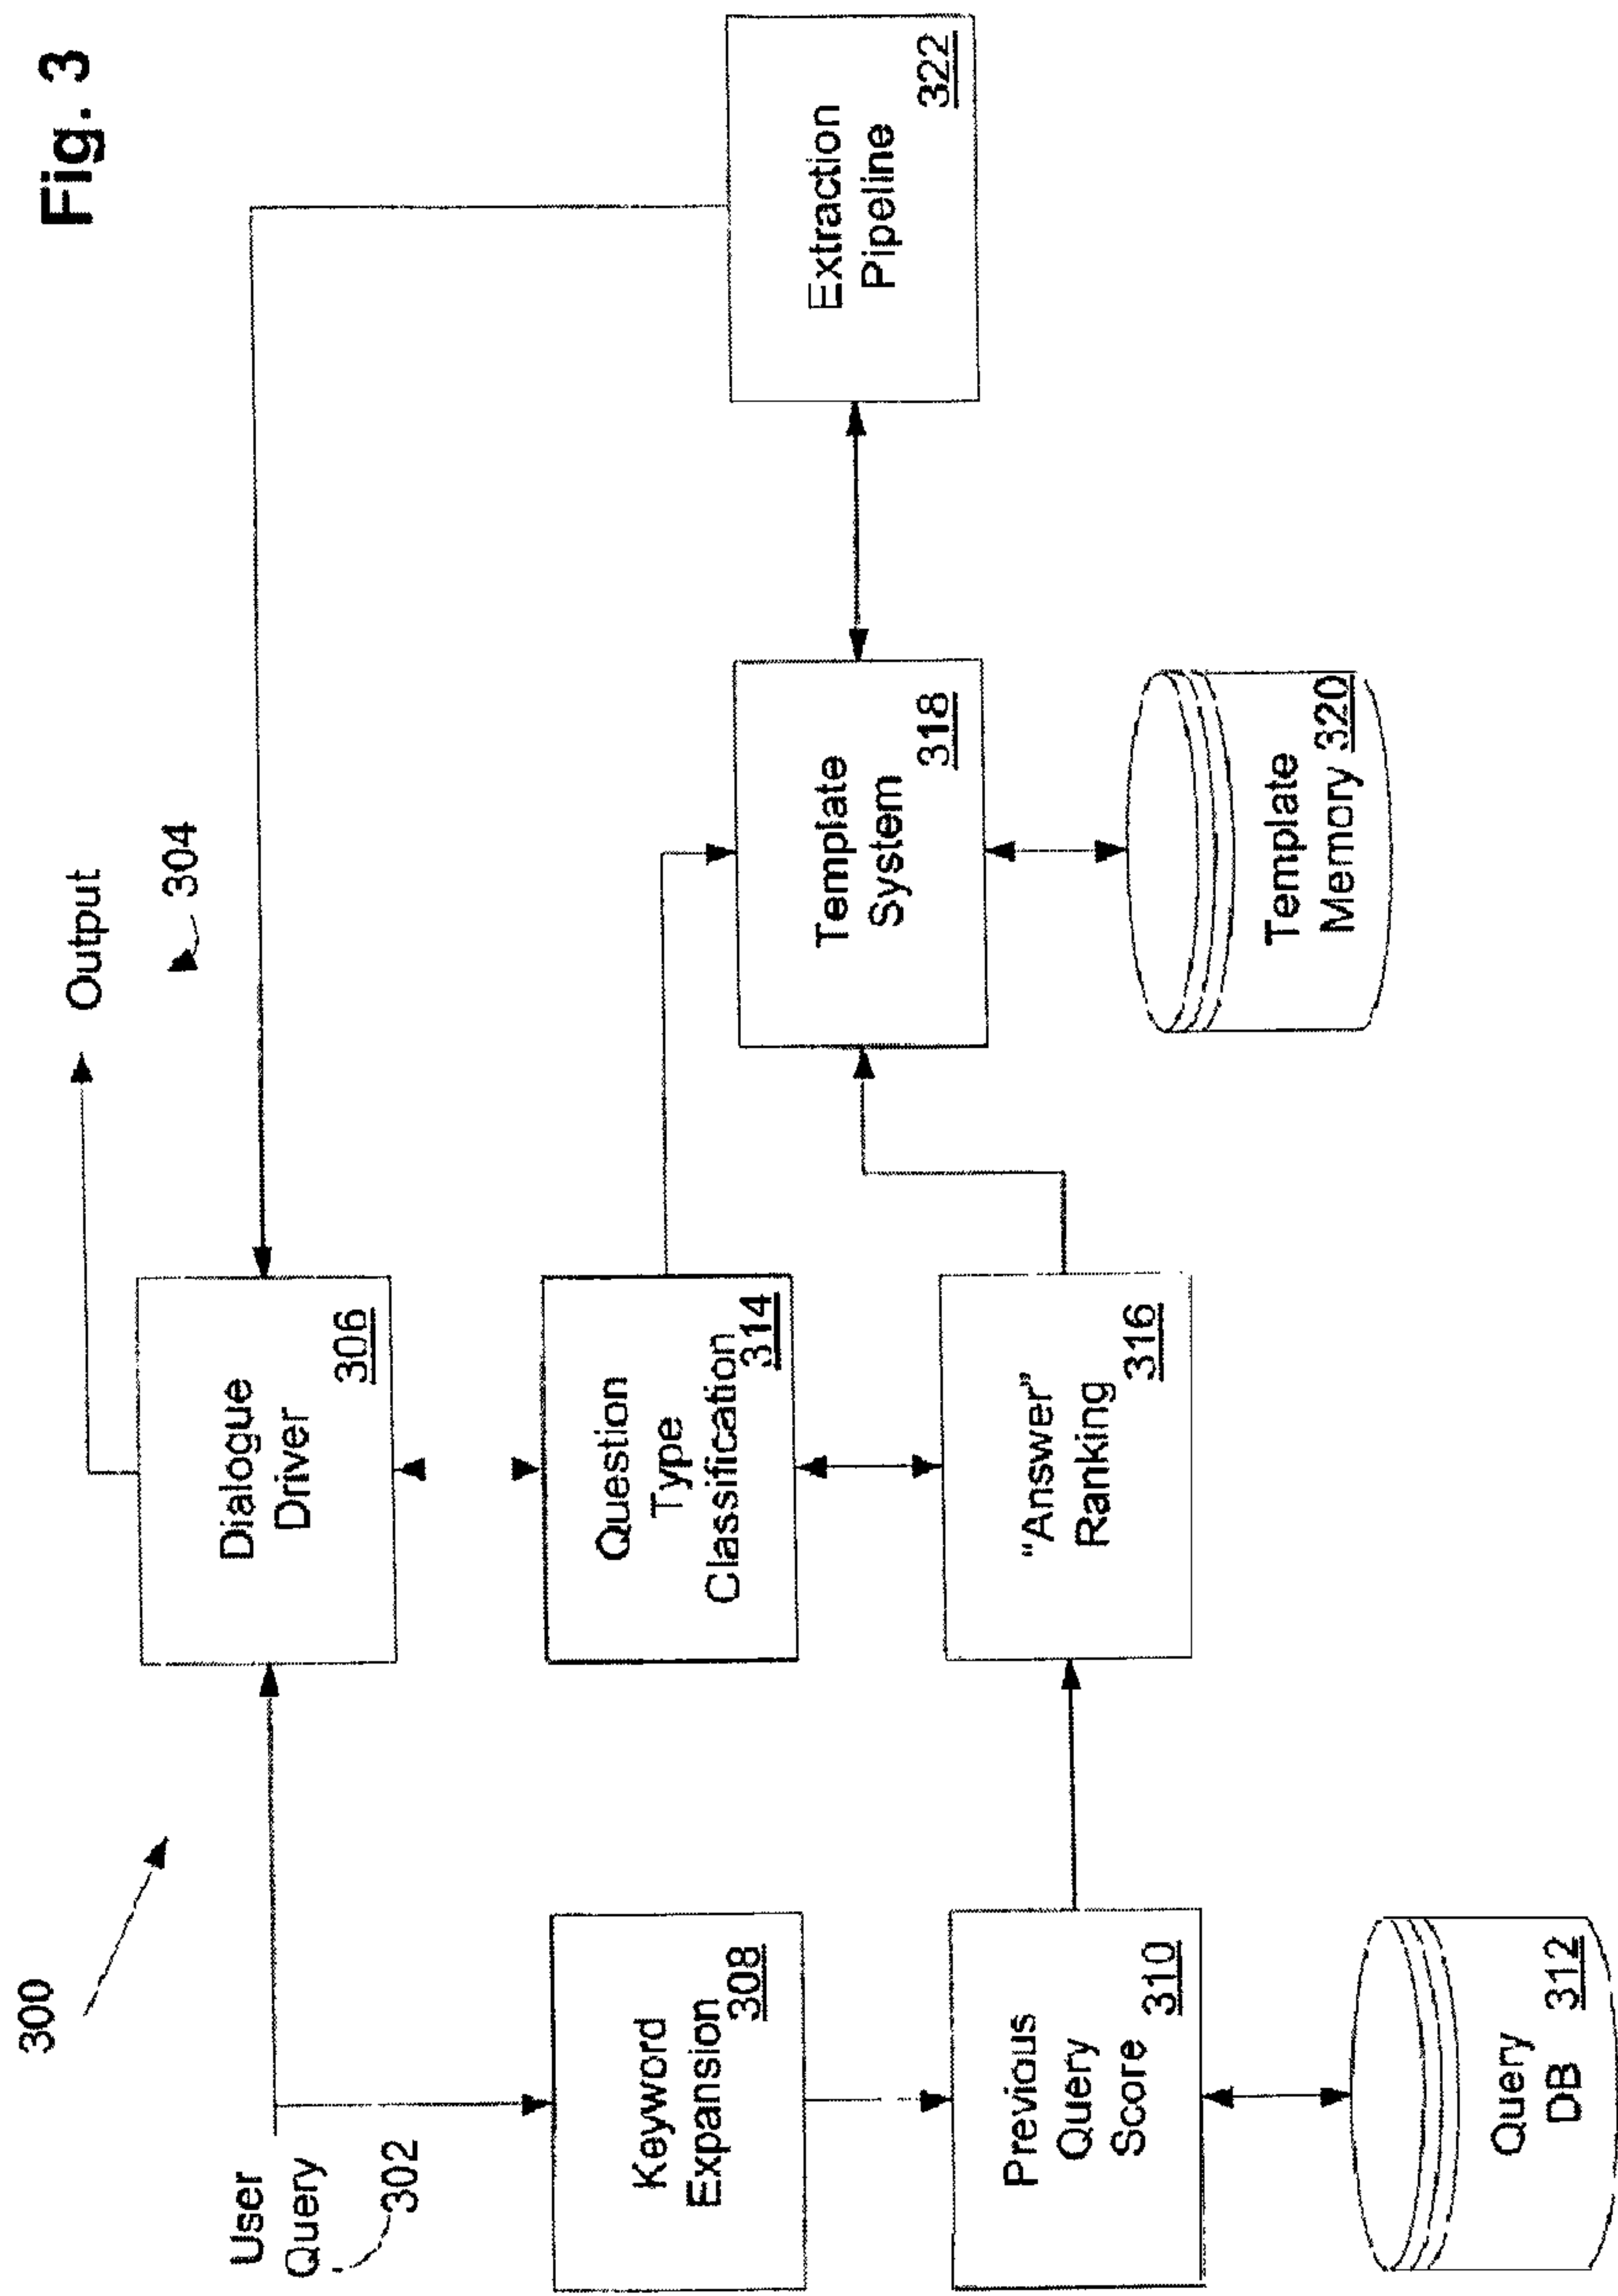 Fig. 3
300
Output
304
User
Query
302
Dialogue
Driver
306
Keyword
Expansion
308
Question
Type
Classification
314
Previous
Query
Score
310
"Answer"
Ranking
316
Template
System
318
Extraction
Pipeline
322
Query
DB
312
Template
Memory 320